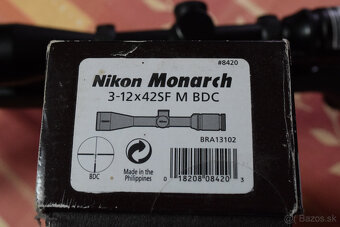 #8420
Nikon Monarch
3-12x42SF M BDC
BRA13102
BDC
Made in the
Philippines
0 18208 08420 3
Bazos.sk